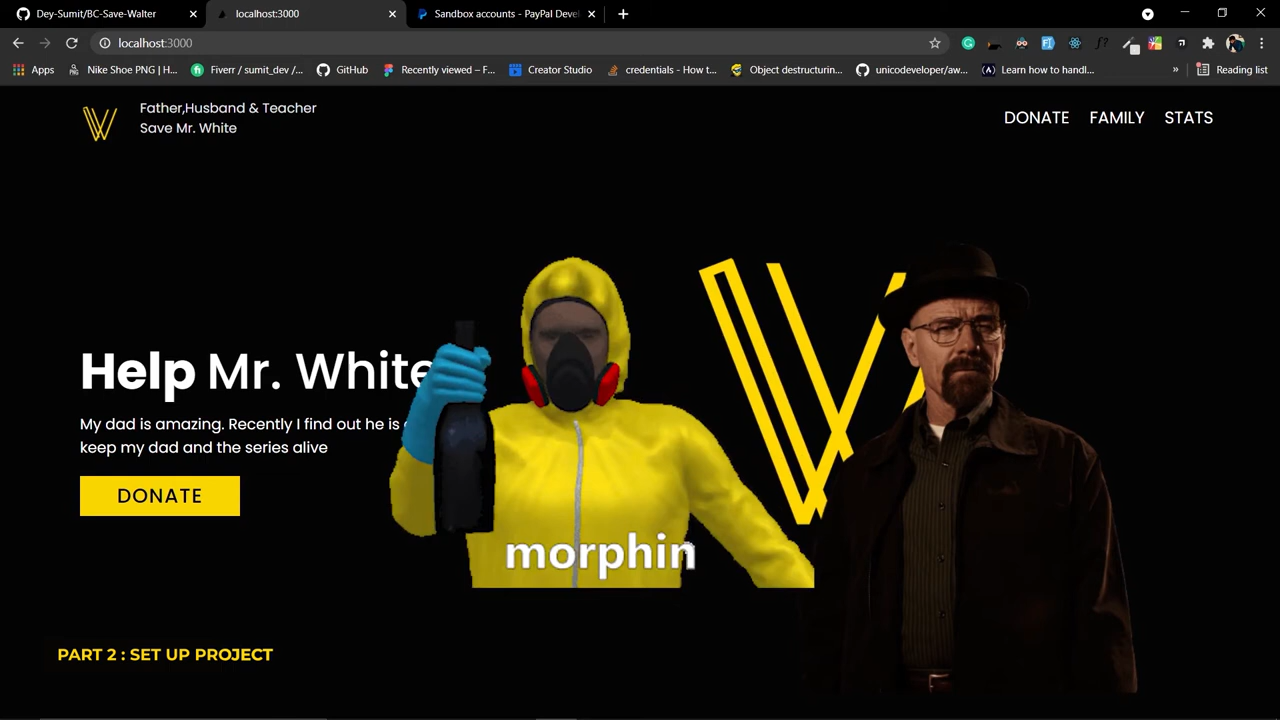 Dey-Sumit/BC-Save-Walter
localhost:3000
Sandbox accounts - PayPal Devel
localhost:3000
Apps
Nike Shoe PNG | H...
Fiverr / sumit_dev /...
GitHub
Recently viewed – F...
Creator Studio
credentials - How t...
Object destructurin...
unicodeveloper/aw...
Learn how to handl...
»
Reading list
Father,Husband & Teacher
Save Mr. White
DONATE
FAMILY
STATS
Help Mr. White
My dad is amazing. Recently I find out he is
keep my dad and the series alive
DONATE
morphin
PART 2 : SET UP PROJECT